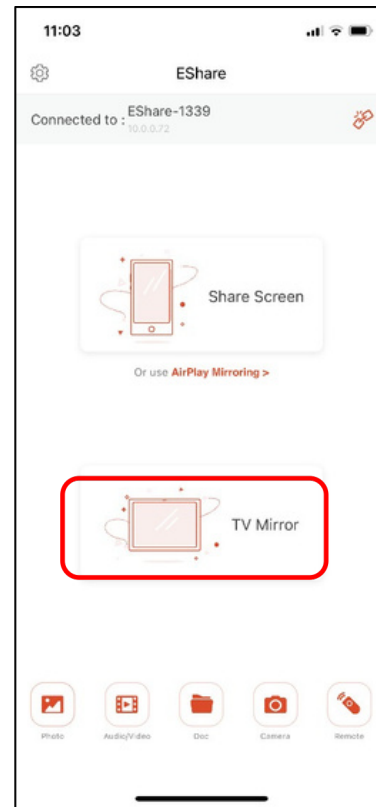 11:03
EShare
Connected to : EShare-1339
10.0.0.72
Share Screen
Or use AirPlay Mirroring >
TV Mirror
Photo Audio/Video Doc Camera Remote